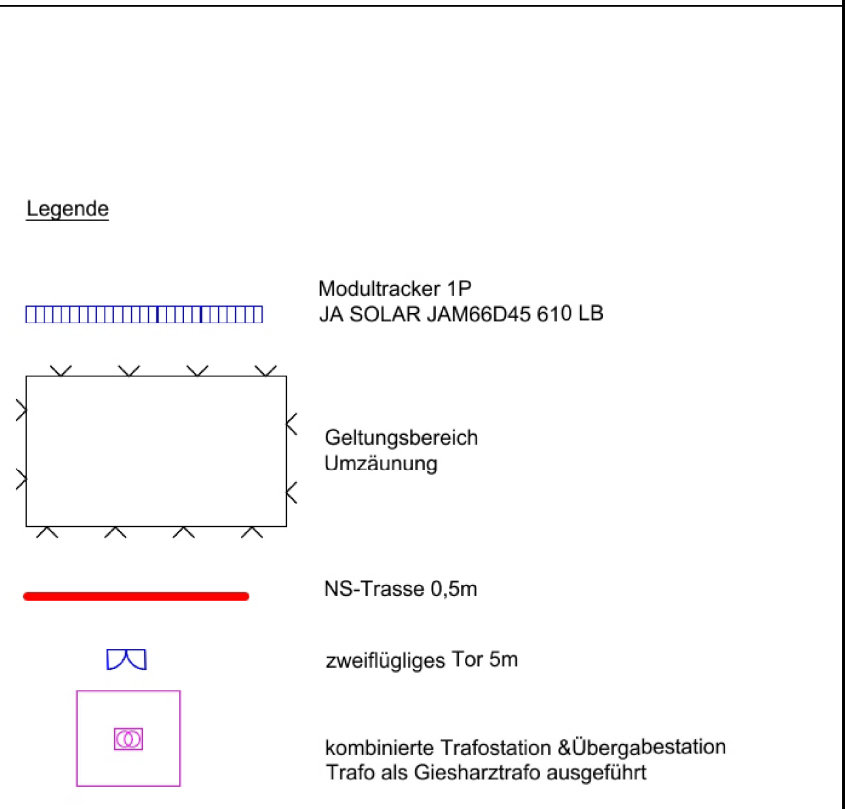 Legende
Modultracker 1P
JA SOLAR JAM66D45 610 LB
Geltungsbereich
Umzäunung
NS-Trasse 0,5m
zweiflügliges Tor 5m
kombinierte Trafostation &Übergabestation
Trafo als Giesharztrafo ausgeführt